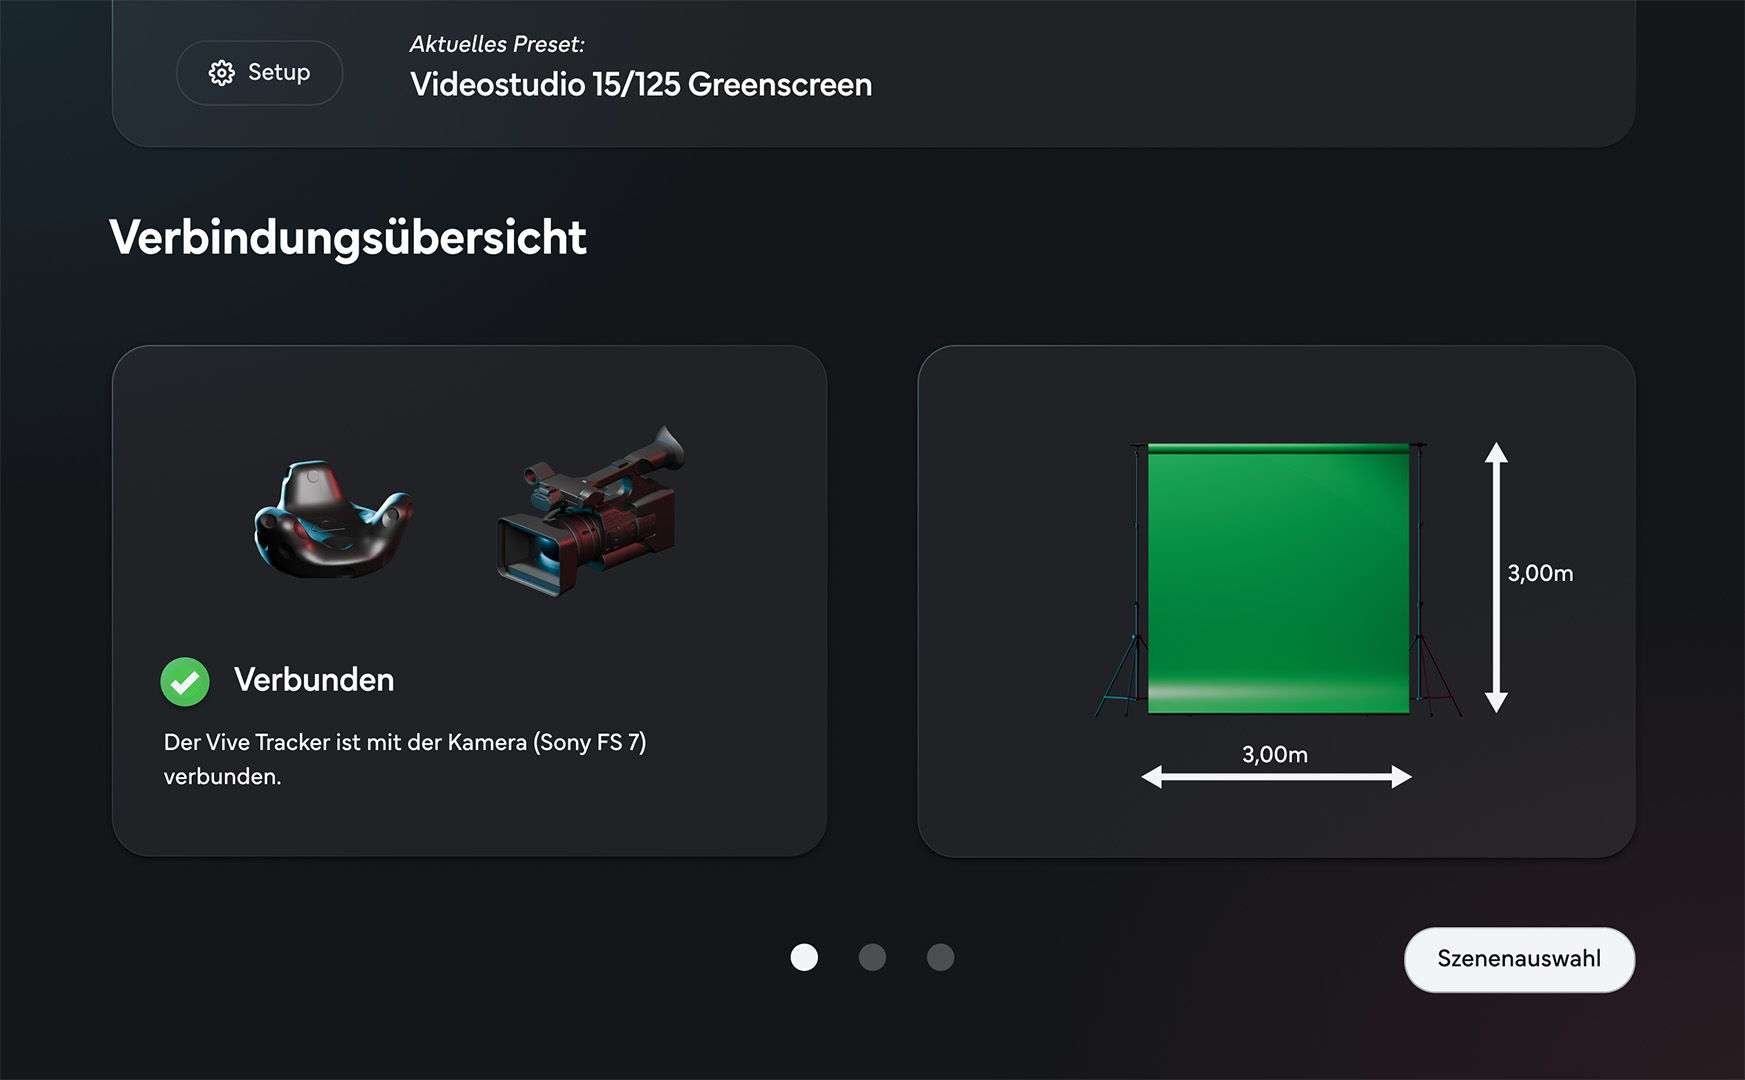 Setup
Aktuelles Preset:
Videostudio 15/125 Greenscreen
Verbindungsübersicht
Verbunden
Der Vive Tracker ist mit der Kamera (Sony FS 7)
verbunden.
3,00m
3,00m
Szenenauswahl